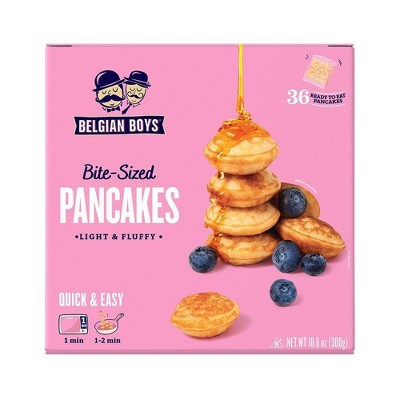 BELGIAN BOYS
36 READY TO EAT
PANCAKES
Bite-Sized
PANCAKES
• LIGHT & FLUFFY •
QUICK & EASY
1 min
1-2 min
NET WT 10.6 oz (300g)